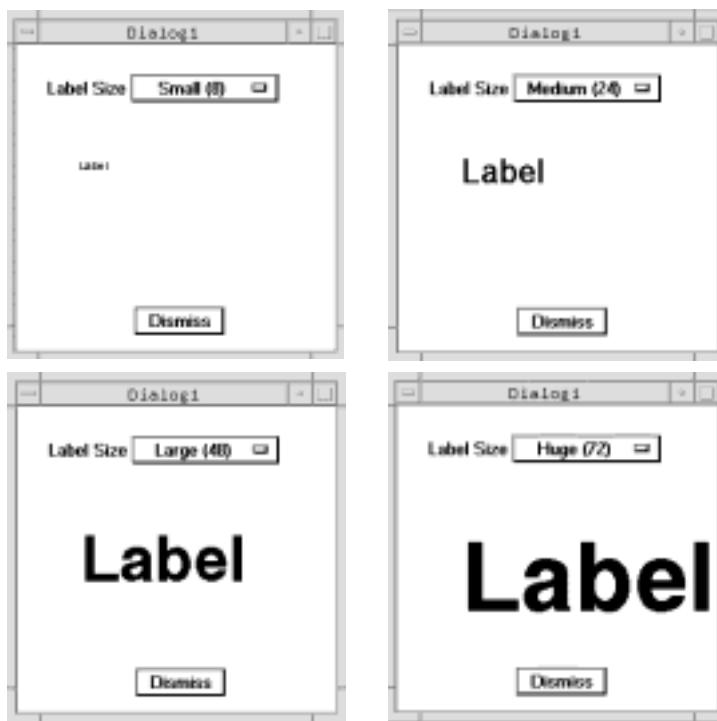 Dialog1
Label Size Small (8)
Label
Dismiss
Dialog1
Label Size Medium (24)
Label
Dismiss
Dialog1
Label Size Large (48)
Label
Dismiss
Dialog1
Label Size Huge (72)
Label
Dismiss